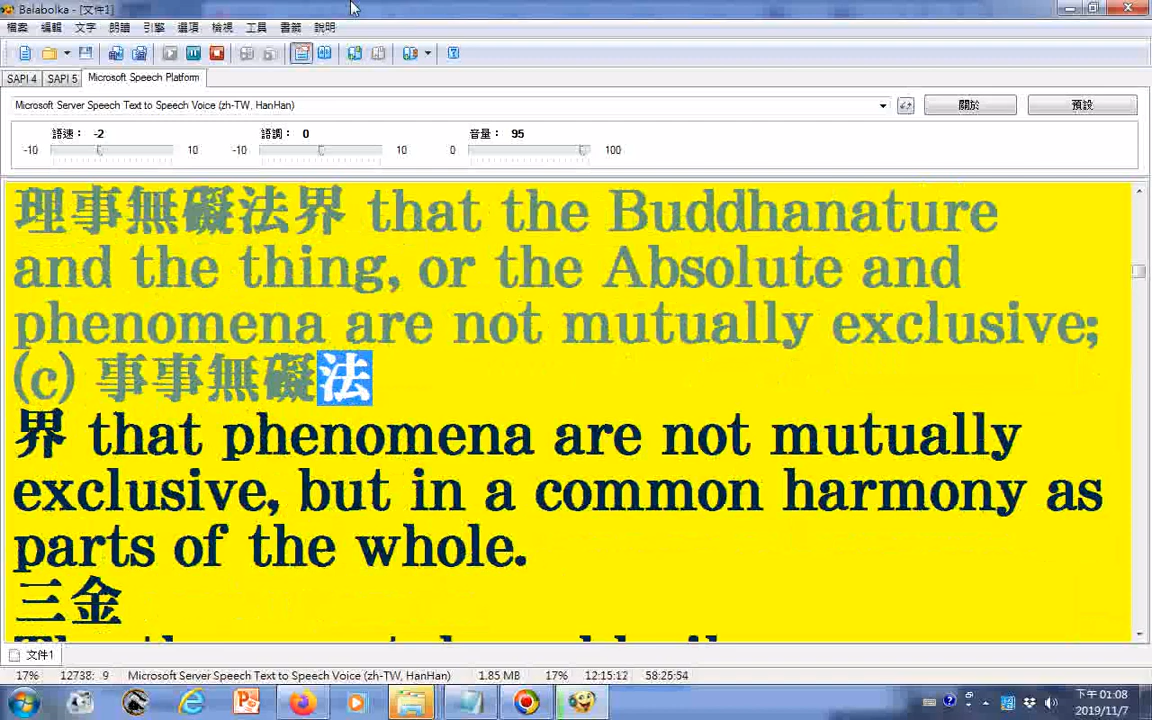 Balabolka - [文件1]
檔案 編輯 文字 朗讀 引擎 選項 檢視 工具 書籤 說明
SAPI 4 SAPI 5 Microsoft Speech Platform
Microsoft Server Speech Text to Speech Voice (zh-TW, HanHan) 關於 預設
語速： -2 語調： 0 音量： 95
-10 10 -10 10 0 100
理事無礙法界 that the Buddhanature
and the thing, or the Absolute and
phenomena are not mutually exclusive;
(c) 事事無礙法
界 that phenomena are not mutually
exclusive, but in a common harmony as
parts of the whole.
三金
文件1
17% 12738: 9 Microsoft Server Speech Text to Speech Voice (zh-TW, HanHan) 1.85 MB 17% 12:15:12 58:25:54
下午 01:08
2019/11/7